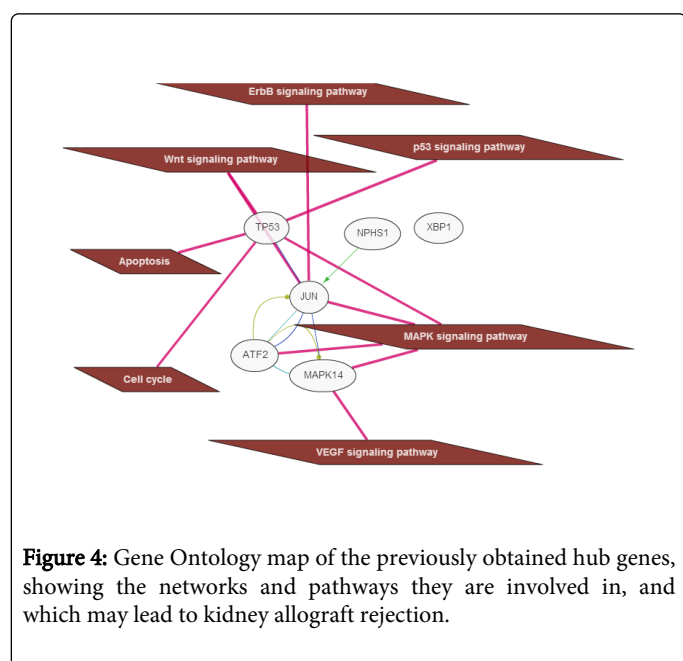 ErbB signaling pathway
p53 signaling pathway
Wnt signaling pathway
TP53
NPHS1
XBP1
Apoptosis
JUN
MAPK signaling pathway
ATF2
MAPK14
Cell cycle
VEGF signaling pathway
Figure 4: Gene Ontology map of the previously obtained hub genes,
showing the networks and pathways they are involved in, and
which may lead to kidney allograft rejection.